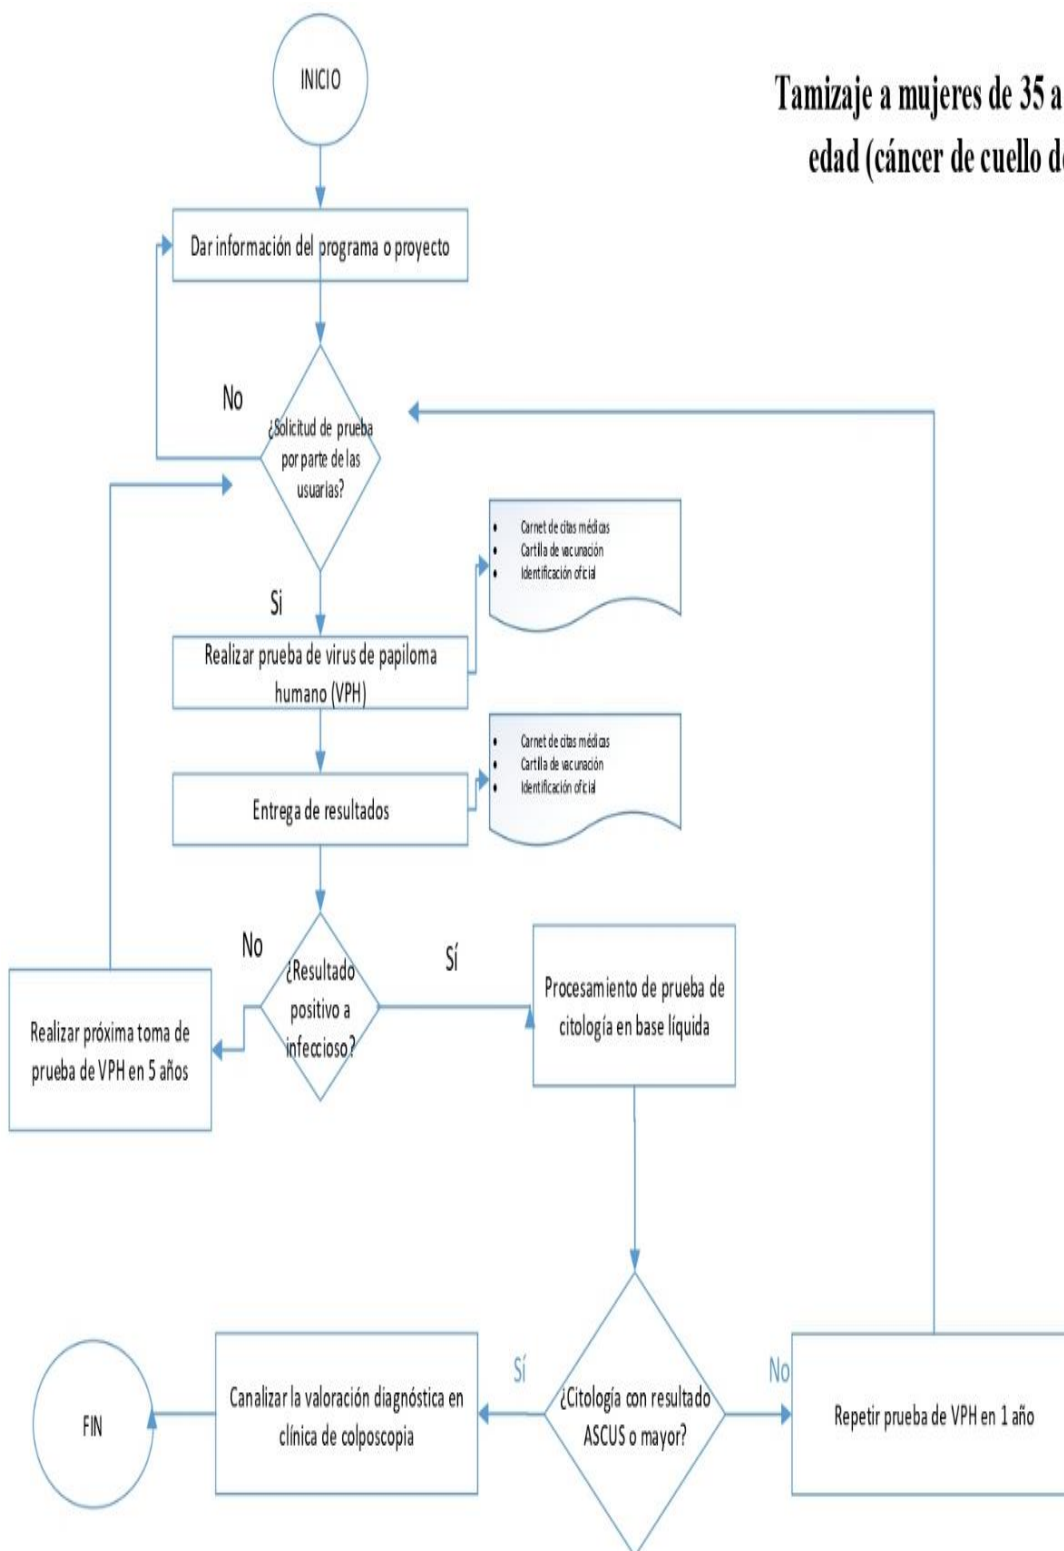 INICIO
Tamizaje a mujeres de 35 a
edad (cáncer de cuello de
Dar información del programa o proyecto
No
¿Solicitud de prueba
por parte de las
usuarias?
• Carnet de citas médicas
• Cartilla de vacunación
• Identificación oficial
Si
Realizar prueba de virus de papiloma
humano (VPH)
• Carnet de citas médicas
• Cartilla de vacunación
• Identificación oficial
Entrega de resultados
No
Sí
¿Resultado
positivo a
infeccioso?
Procesamiento de prueba de
citología en base líquida
Realizar próxima toma de
prueba de VPH en 5 años
Sí
No
FIN
Canalizar la valoración diagnóstica en
clínica de colposcopia
¿Citología con resultado
ASCUS o mayor?
Repetir prueba de VPH en 1 año